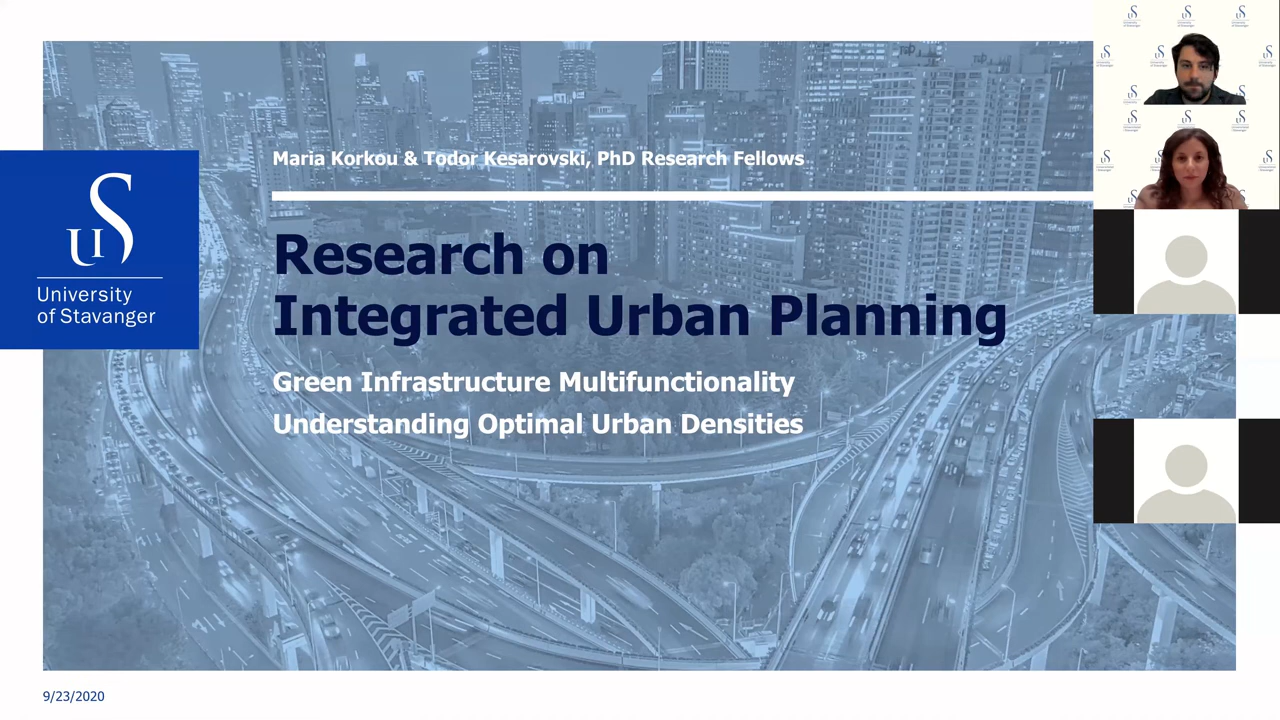 Maria Korkou & Todor Kesarovski, PhD Research Fellows
US
University
of Stavanger
Research on
Integrated Urban Planning
Green Infrastructure Multifunctionality
Understanding Optimal Urban Densities
9/23/2020